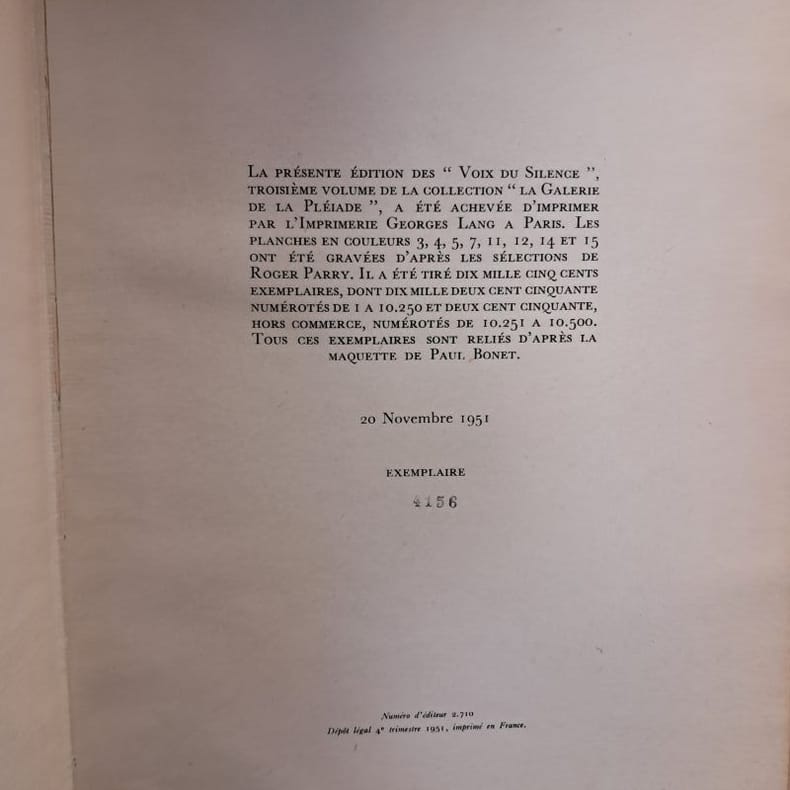 La présente édition des “ Voix du Silence ”,
troisième volume de la collection “ la Galerie
de la Pléiade ”, a été achevée d’imprimer
par l’Imprimerie Georges Lang a Paris. Les
planches en couleurs 3, 4, 5, 7, 11, 12, 14 et 15
ont été gravées d’après les sélections de
Roger Parry. Il a été tiré dix mille cinq cents
exemplaires, dont dix mille deux cent cinquante
numérotés de 1 a 10.250 et deux cent cinquante,
hors commerce, numérotés de 10.251 a 10.500.
Tous ces exemplaires sont reliés d’après la
maquette de Paul Bonet.
20 Novembre 1951
exemplaire
4156
Numéro d’éditeur 2.710
Dépôt légal 4e trimestre 1951, imprimé en France.